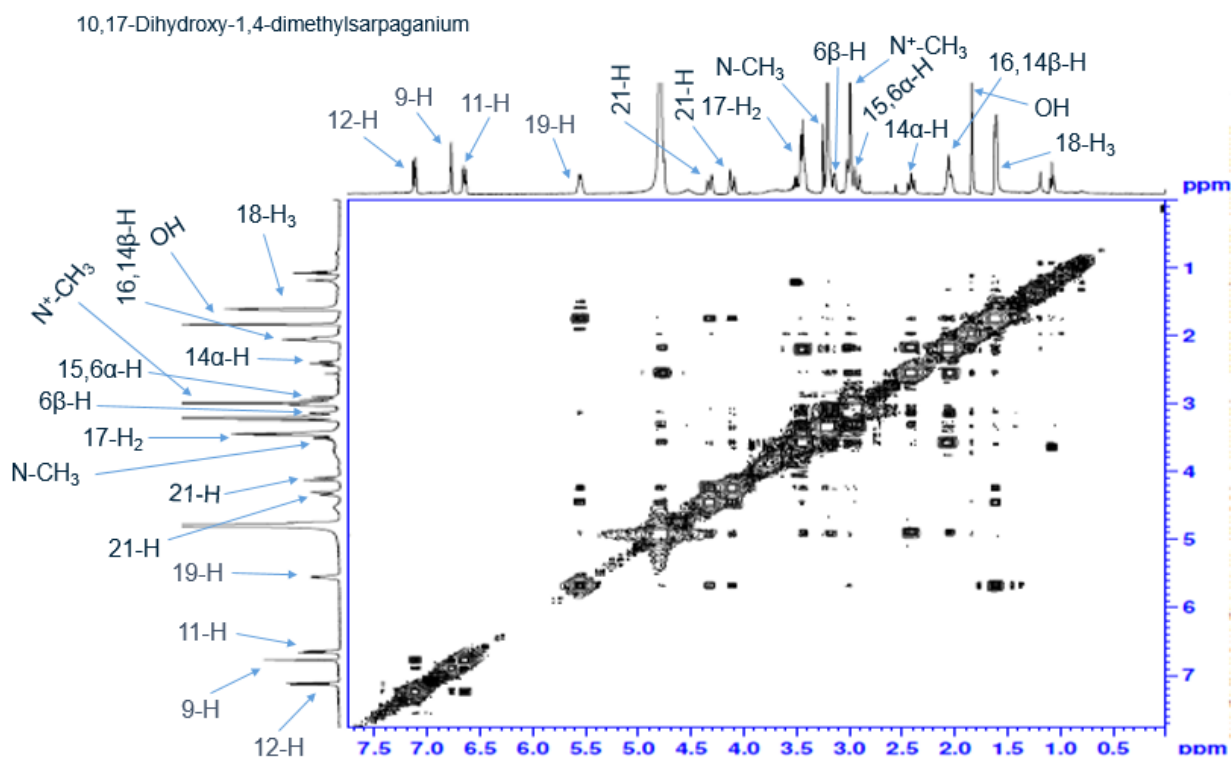 10,17-Dihydroxy-1,4-dimethylsarpaganium
12-H
9-H
11-H
19-H
21-H
21-H
17-H₂
N-CH₃
6β-H
N⁺-CH₃
15,6α-H
14α-H
16,14β-H
OH
18-H₃
ppm
18-H₃
OH
16,14β-H
N⁺-CH₃
14α-H
15,6α-H
6β-H
17-H₂
N-CH₃
21-H
21-H
19-H
11-H
9-H
12-H
1
2
3
4
5
6
7
7.5 7.0 6.5 6.0 5.5 5.0 4.5 4.0 3.5 3.0 2.5 2.0 1.5 1.0 0.5 ppm